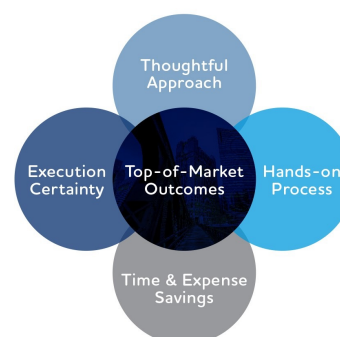 Thoughtful
Approach
Execution
Certainty
Top-of-Market
Outcomes
Hands-on
Process
Time & Expense
Savings